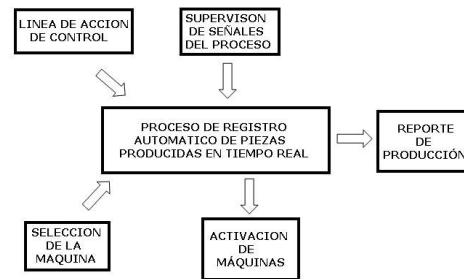 LINEA DE ACCION
DE CONTROL
SUPERVISON
DE SEÑALES
DEL PROCESO
PROCESO DE REGISTRO
AUTOMATICO DE PIEZAS
PRODUCIDAS EN TIEMPO REAL
REPORTE
DE
PRODUCCIÓN
SELECCION
DE LA
MAQUINA
ACTIVACION
DE
MÁQUINAS